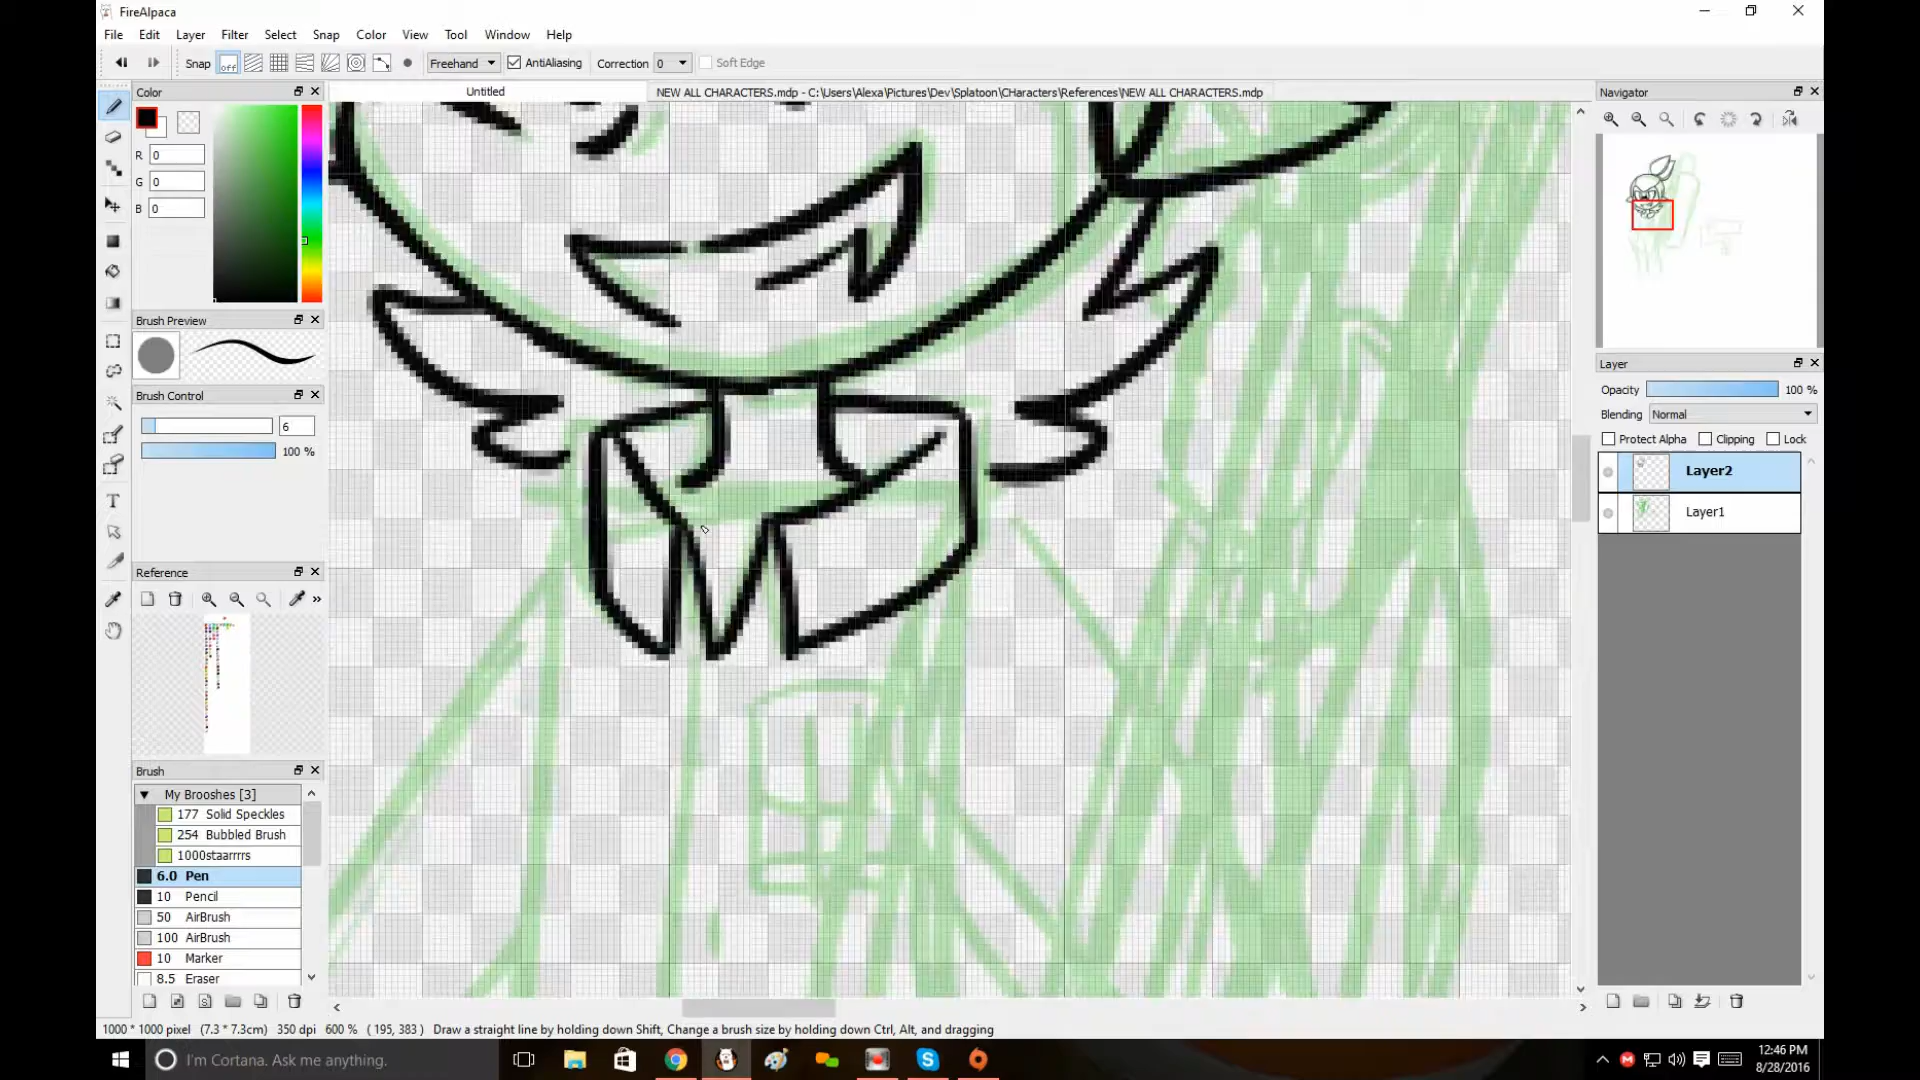 FireAlpaca
File Edit Layer Filter Select Snap Color View Tool Window Help
Snap off Freehand AntiAliasing Correction 0 Soft Edge
Color Untitled NEW ALL CHARACTERS.mdp - C:\Users\Alexa\Pictures\Dev\Splatoon\CHaracters\References\NEW ALL CHARACTERS.mdp Navigator
R 0
G 0
B 0
Brush Preview
Layer
Opacity 100 %
Brush Control
Blending Normal
6
Protect Alpha Clipping Lock
100 %
Layer2
Layer1
T
Reference
»
Brush
My Brooshes [3]
177 Solid Speckles
254 Bubbled Brush
1000staarrrrs
6.0 Pen
10 Pencil
50 AirBrush
100 AirBrush
10 Marker
8.5 Eraser
1000 * 1000 pixel (7.3 * 7.3cm) 350 dpi 600 % ( 195, 383 ) Draw a straight line by holding down Shift, Change a brush size by holding down Ctrl, Alt, and dragging
I'm Cortana. Ask me anything.
12:46 PM
8/28/2016